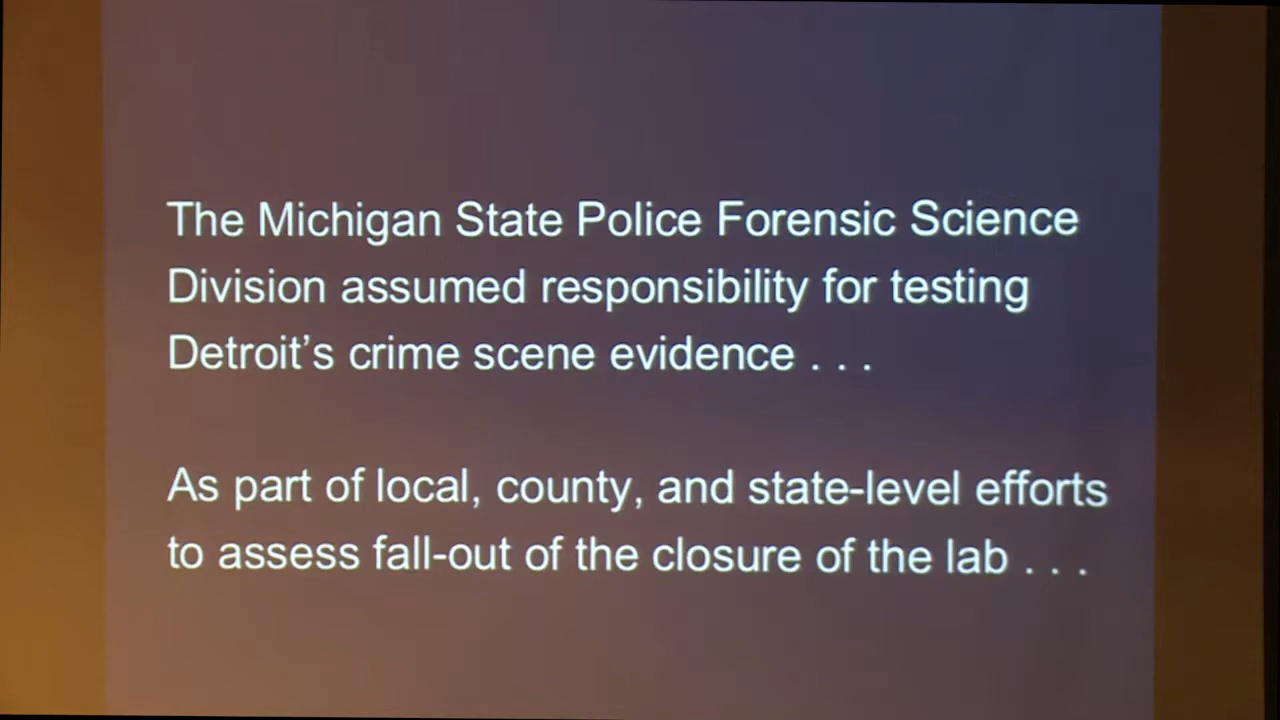 The Michigan State Police Forensic Science
Division assumed responsibility for testing
Detroit's crime scene evidence . . .
As part of local, county, and state-level efforts
to assess fall-out of the closure of the lab . . .